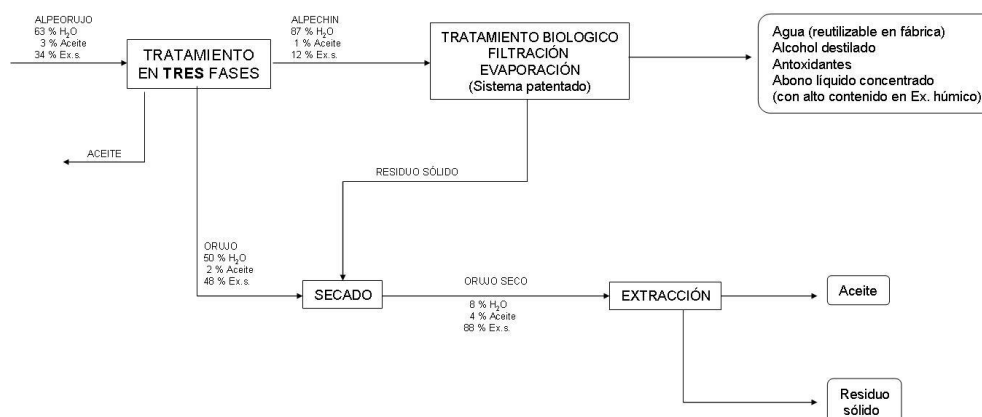 ALPEORUJO
63 % H₂O
3 % Aceite
34 % Ex.s.
TRATAMIENTO
EN TRES FASES
ALPECHIN
87 % H₂O
1 % Aceite
12 % Ex.s.
TRATAMIENTO BIOLOGICO
FILTRACIÓN
EVAPORACIÓN
(Sistema patentado)
Agua (reutilizable en fábrica)
Alcohol destilado
Antoxidantes
Abono líquido concentrado
(con alto contenido en Ex. húmico)
ACEITE
RESIDUO SÓLIDO
ORUJO
50 % H₂O
2 % Aceite
48 % Ex.s.
SECADO
ORUJO SECO
8 % H₂O
4 % Aceite
88 % Ex.s.
EXTRACCIÓN
Aceite
Residuo
sólido